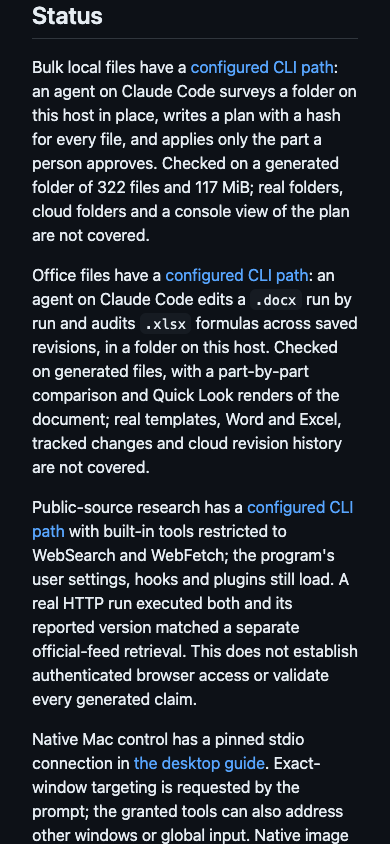 Status
Bulk local files have a configured CLI path:
an agent on Claude Code surveys a folder on
this host in place, writes a plan with a hash
for every file, and applies only the part a
person approves. Checked on a generated
folder of 322 files and 117 MiB; real folders,
cloud folders and a console view of the plan
are not covered.
Office files have a configured CLI path: an
agent on Claude Code edits a .docx run by
run and audits .xlsx formulas across saved
revisions, in a folder on this host. Checked
on generated files, with a part-by-part
comparison and Quick Look renders of the
document; real templates, Word and Excel,
tracked changes and cloud revision history
are not covered.
Public-source research has a configured CLI
path with built-in tools restricted to
WebSearch and WebFetch; the program's
user settings, hooks and plugins still load. A
real HTTP run executed both and its
reported version matched a separate
official-feed retrieval. This does not establish
authenticated browser access or validate
every generated claim.
Native Mac control has a pinned stdio
connection in the desktop guide. Exact-
window targeting is requested by the
prompt; the granted tools can also address
other windows or global input. Native image